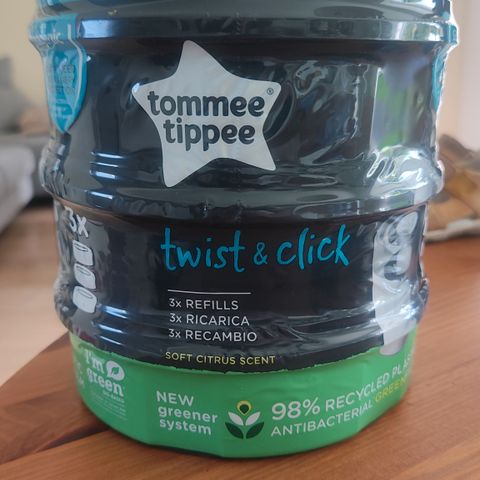 tommee
tippee®
3X
twist & click
3x REFILLS
3x RICARICA
3x RECAMBIO
SOFT CITRUS SCENT
I'm
green
NEW
greener
system
98% RECYCLED
ANTIBACTERIAL GREEN